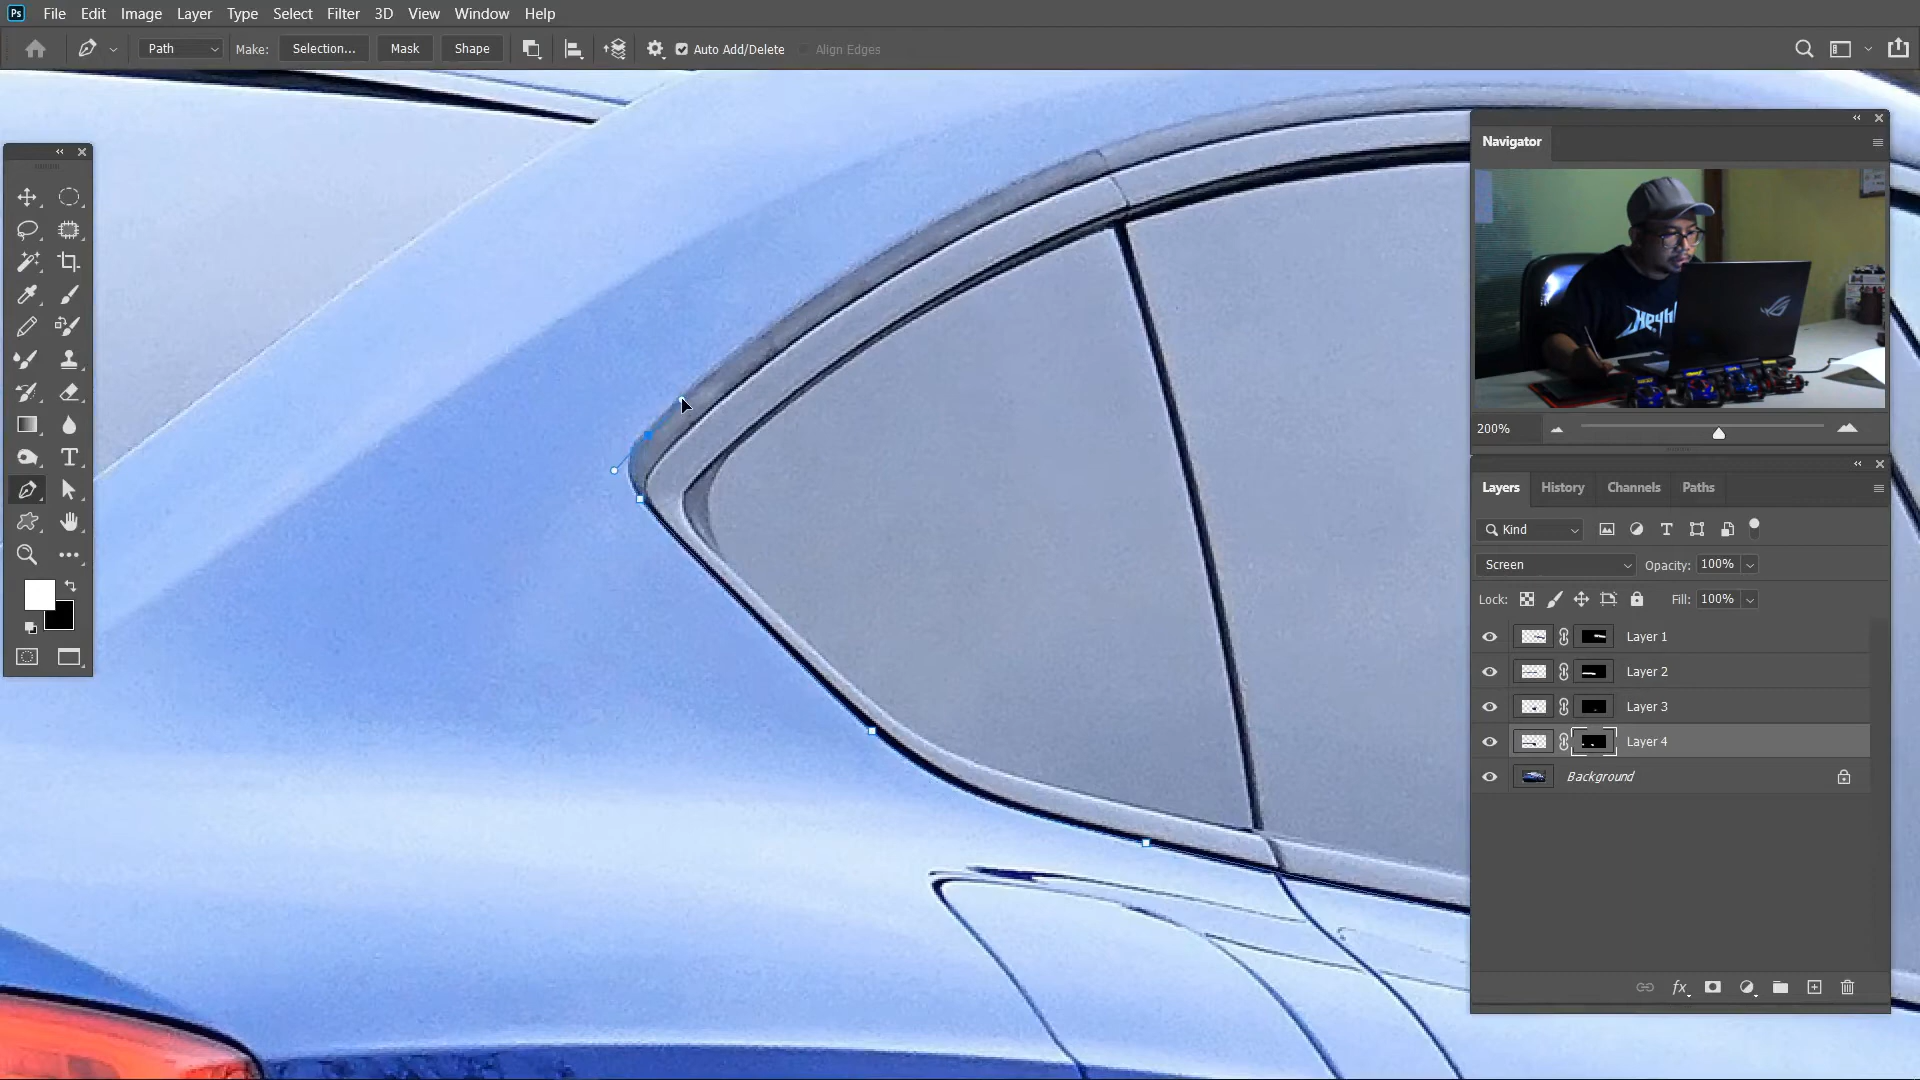 Ps File Edit Image Layer Type Select Filter 3D View Window Help
Path Make: Selection... Mask Shape Auto Add/Delete Align Edges
Navigator
200%
Layers History Channels Paths
Kind
Screen Opacity: 100%
Lock: Fill: 100%
Layer 1
Layer 2
Layer 3
Layer 4
Background
fx